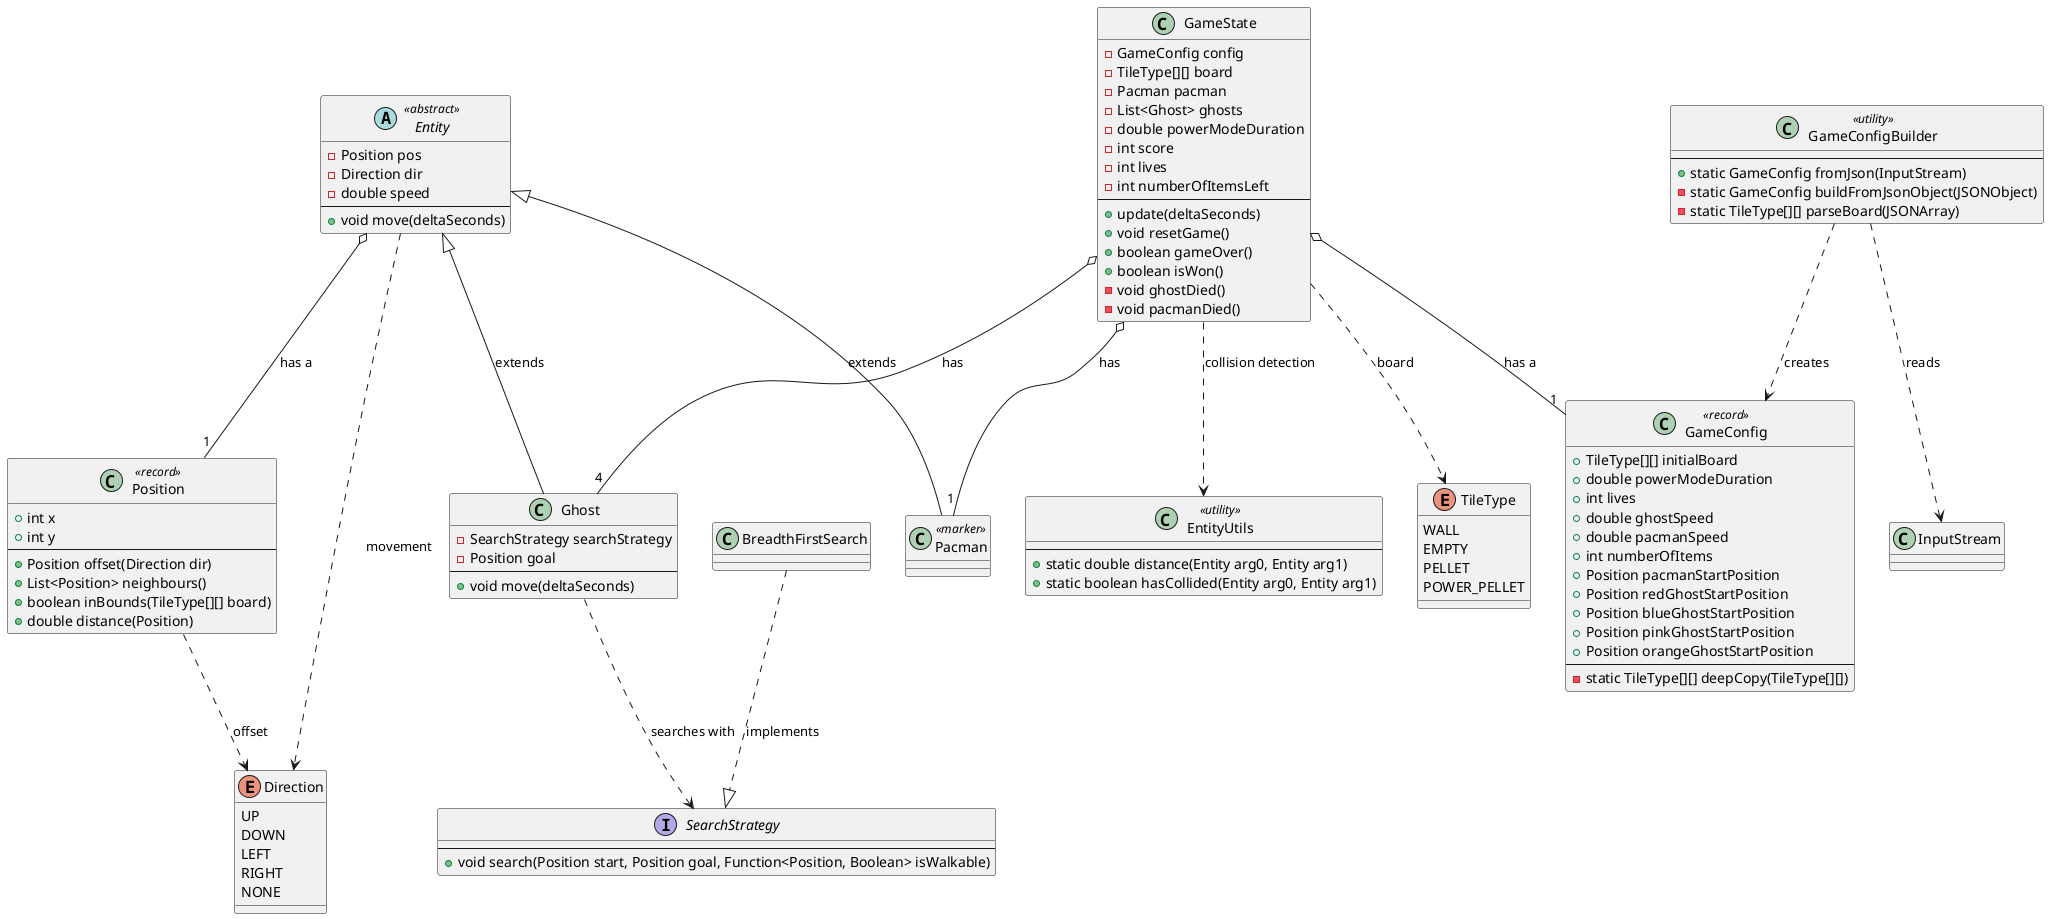 C GameState
GameConfig config
TileType[][] board
Pacman pacman
List<Ghost> ghosts
double powerModeDuration
int score
int lives
int numberOfItemsLeft
update(deltaSeconds)
void resetGame()
boolean gameOver()
boolean isWon()
void ghostDied()
void pacmanDied()
A «abstract»
Entity
Position pos
Direction dir
double speed
void move(deltaSeconds)
C «utility»
GameConfigBuilder
static GameConfig fromJson(InputStream)
static GameConfig buildFromJsonObject(JSONObject)
static TileType[][] parseBoard(JSONArray)
has a
extends
extends
has
has
collision detection
board
has a
creates
reads
1
4
1
1
C «record»
Position
int x
int y
Position offset(Direction dir)
List<Position> neighbours()
boolean inBounds(TileType[][] board)
double distance(Position)
movement
C Ghost
SearchStrategy searchStrategy
Position goal
void move(deltaSeconds)
C BreadthFirstSearch
C «marker»
Pacman
C «utility»
EntityUtils
static double distance(Entity arg0, Entity arg1)
static boolean hasCollided(Entity arg0, Entity arg1)
E TileType
WALL
EMPTY
PELLET
POWER_PELLET
C «record»
GameConfig
TileType[][] initialBoard
double powerModeDuration
int lives
double ghostSpeed
double pacmanSpeed
int numberOfItems
Position pacmanStartPosition
Position redGhostStartPosition
Position blueGhostStartPosition
Position pinkGhostStartPosition
Position orangeGhostStartPosition
static TileType[][] deepCopy(TileType[][])
C InputStream
offset
searches with
implements
E Direction
UP
DOWN
LEFT
RIGHT
NONE
I SearchStrategy
void search(Position start, Position goal, Function<Position, Boolean> isWalkable)